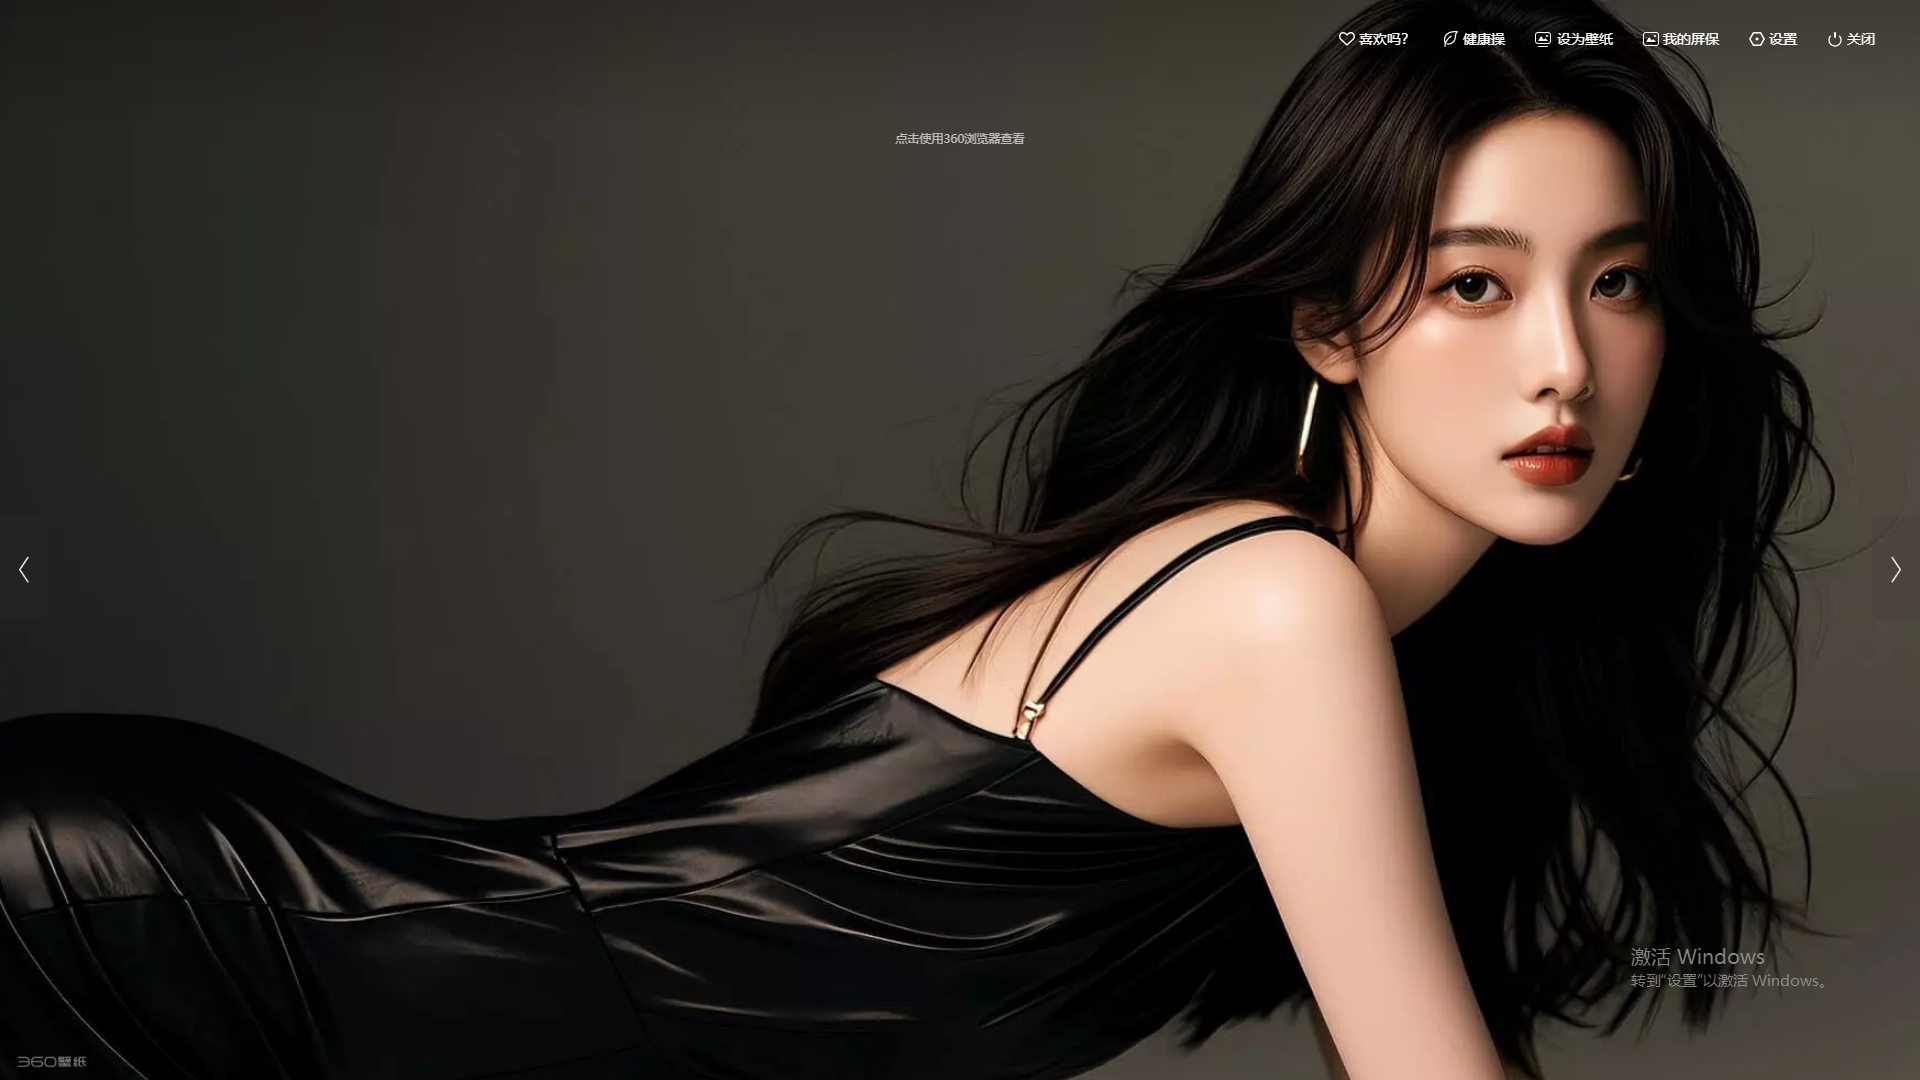 喜欢吗?
健康操
设为壁纸
我的屏保
设置
关闭
点击使用360浏览器查看
激活 Windows
转到“设置”以激活 Windows。
360壁纸